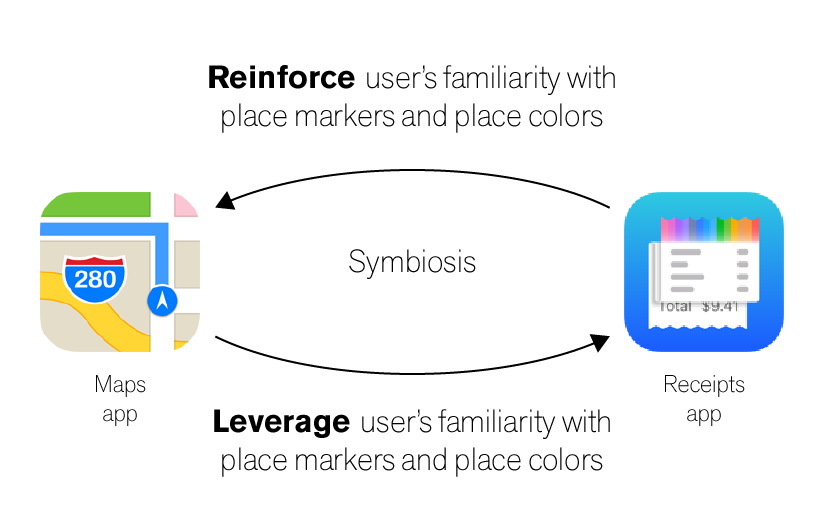 Reinforce user’s familiarity with
place markers and place colors
280
Symbiosis
Total $9.41
Maps
app
Receipts
app
Leverage user’s familiarity with
place markers and place colors